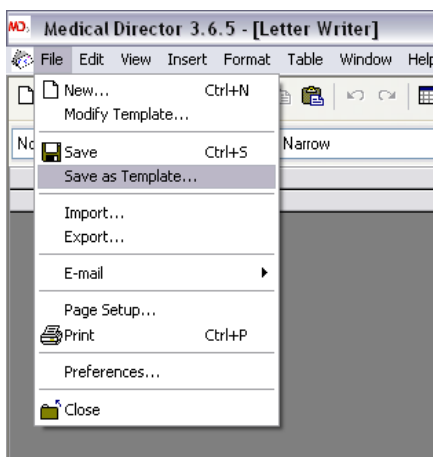 MD3 Medical Director 3.6.5 - [Letter Writer]
File Edit View Insert Format Table Window Help
New... Ctrl+N
Modify Template...
Narrow
Save Ctrl+S
Save as Template...
Import...
Export...
E-mail
Page Setup...
Print Ctrl+P
Preferences...
Close